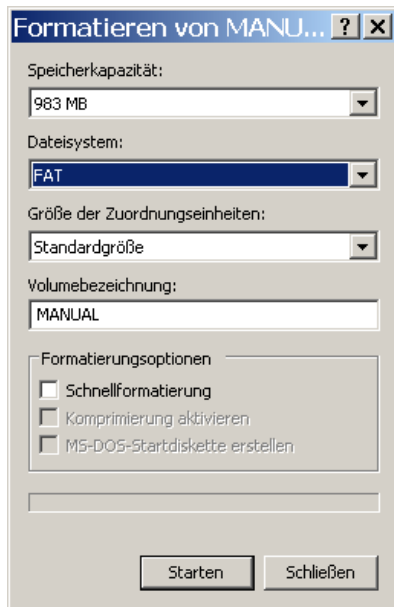 Formatieren von MANU... ? X
Speicherkapazität:
983 MB
Dateisystem:
FAT
Größe der Zuordnungseinheiten:
Standardgröße
Volumebezeichnung:
MANUAL
Formatierungsoptionen
Schnellformatierung
Komprimierung aktivieren
MS-DOS-Startdiskette erstellen
Starten Schließen